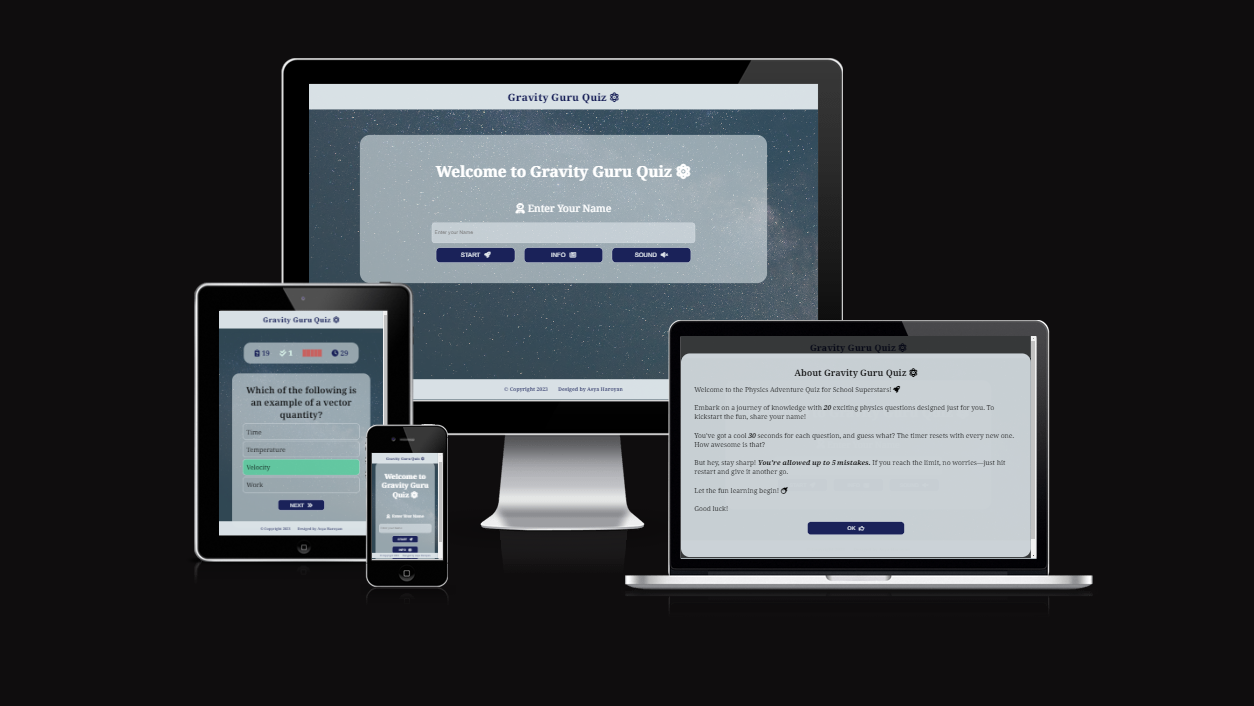 Gravity Guru Quiz
Welcome to Gravity Guru Quiz
Enter Your Name
Enter your Name
START
INFO
SOUND
© Copyright 2023 Desiged by Asya Haroyan
Gravity Guru Quiz
19 1 29
Which of the following is
an example of a vector
quantity?
Time
Temperature
Velocity
Work
NEXT
© Copyright 2023 Desiged by Asya Haroyan
Gravity Guru Quiz
Welcome to
Gravity Guru
Quiz
Enter Your Name
Enter your Name
START
INFO
Gravity Guru Quiz
About Gravity Guru Quiz
Welcome to the Physics Adventure Quiz for School Superstars!
Embark on a journey of knowledge with 20 exciting physics questions designed just for you. To
kickstart the fun, share your name!
You've got a cool 30 seconds for each question, and guess what? The timer resets with every new one.
How awesome is that?
But hey, stay sharp! You're allowed up to 5 mistakes. If you reach the limit, no worries—just hit
restart and give it another go.
Let the fun learning begin!
Good luck!
OK